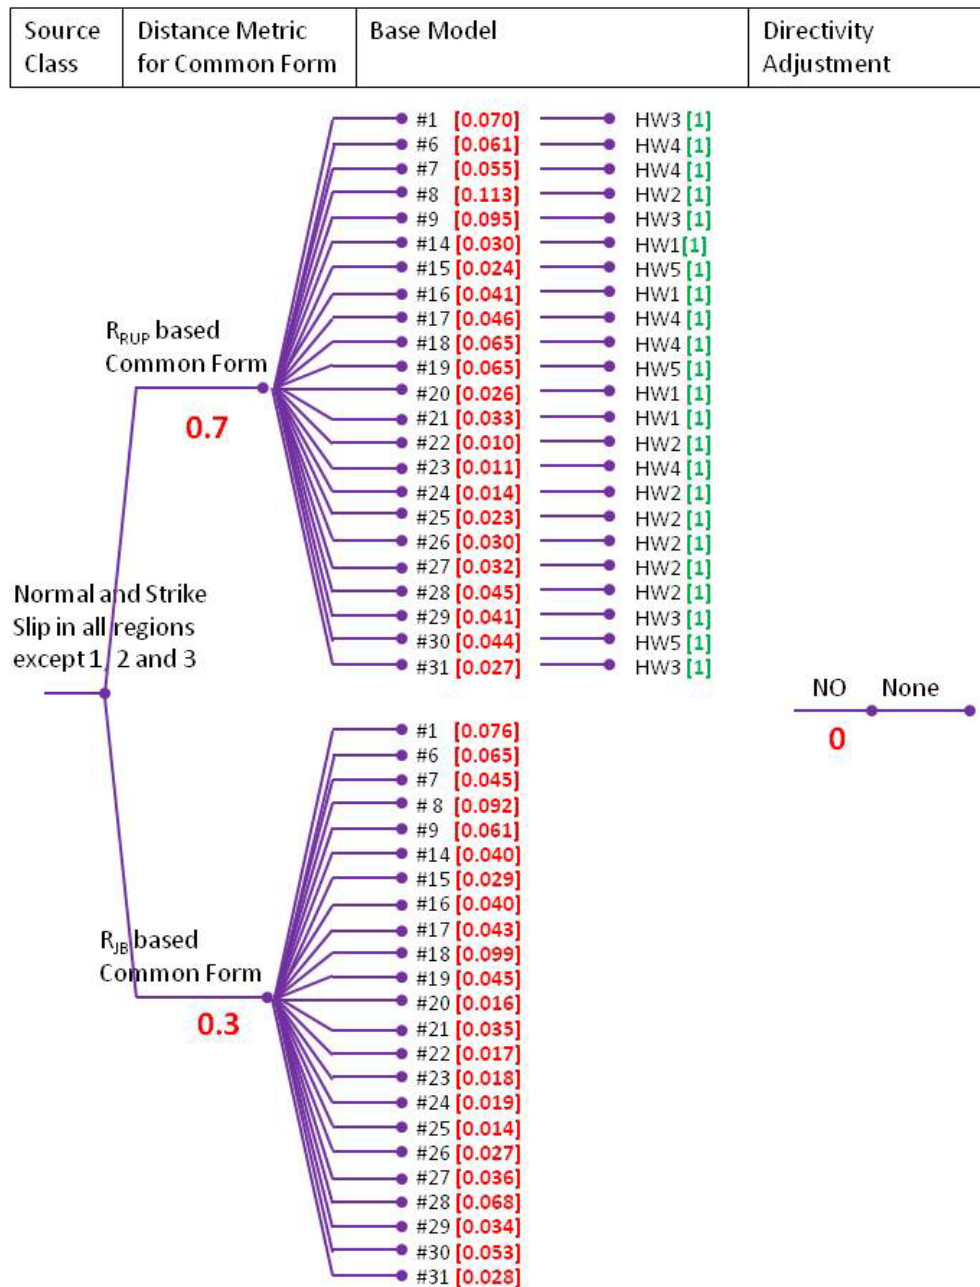 Source Class
Distance Metric for Common Form
Base Model
Directivity Adjustment
#1 [0.070] HW3 [1]
#6 [0.061] HW4 [1]
#7 [0.055] HW4 [1]
#8 [0.113] HW2 [1]
#9 [0.095] HW3 [1]
#14 [0.030] HW1[1]
#15 [0.024] HW5 [1]
#16 [0.041] HW1 [1]
#17 [0.046] HW4 [1]
#18 [0.065] HW4 [1]
#19 [0.065] HW5 [1]
#20 [0.026] HW1 [1]
#21 [0.033] HW1 [1]
#22 [0.010] HW2 [1]
#23 [0.011] HW4 [1]
#24 [0.014] HW2 [1]
#25 [0.023] HW2 [1]
#26 [0.030] HW2 [1]
#27 [0.032] HW2 [1]
#28 [0.045] HW2 [1]
#29 [0.041] HW3 [1]
#30 [0.044] HW5 [1]
#31 [0.027] HW3 [1]
RRUP based
Common Form
0.7
Normal and Strike
Slip in all regions
except 1, 2 and 3
NO None
0
#1 [0.076]
#6 [0.065]
#7 [0.045]
# 8 [0.092]
#9 [0.061]
#14 [0.040]
#15 [0.029]
#16 [0.040]
#17 [0.043]
#18 [0.099]
#19 [0.045]
#20 [0.016]
#21 [0.035]
#22 [0.017]
#23 [0.018]
#24 [0.019]
#25 [0.014]
#26 [0.027]
#27 [0.036]
#28 [0.068]
#29 [0.034]
#30 [0.053]
#31 [0.028]
RJB based
Common Form
0.3